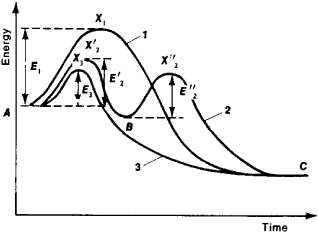 Energy
X₁
1
X′₂
X″₂
X₃
E₁
E′₂
E₃
E″₂
A
B
2
3
C
Time